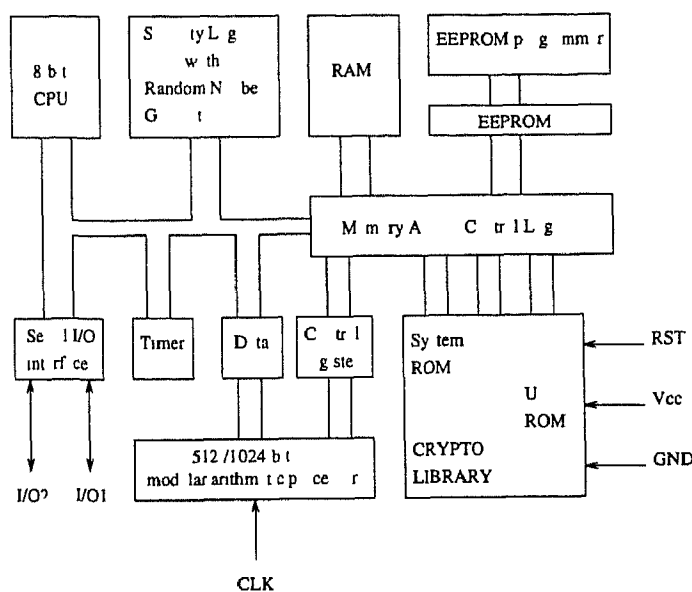 8 b t
CPU
S ty L g
w th
Random N be
G t
RAM
EEPROM p g mm r
EEPROM
M m ry A C tr l L g
Se l I/O
int rf ce
Timer
D ta
C tr l
g ste
Sy tem
ROM
U
ROM
CRYPTO
LIBRARY
RST
Vcc
GND
512 /1024 b t
mod lar arithm t c p ce r
I/O2
I/O1
CLK